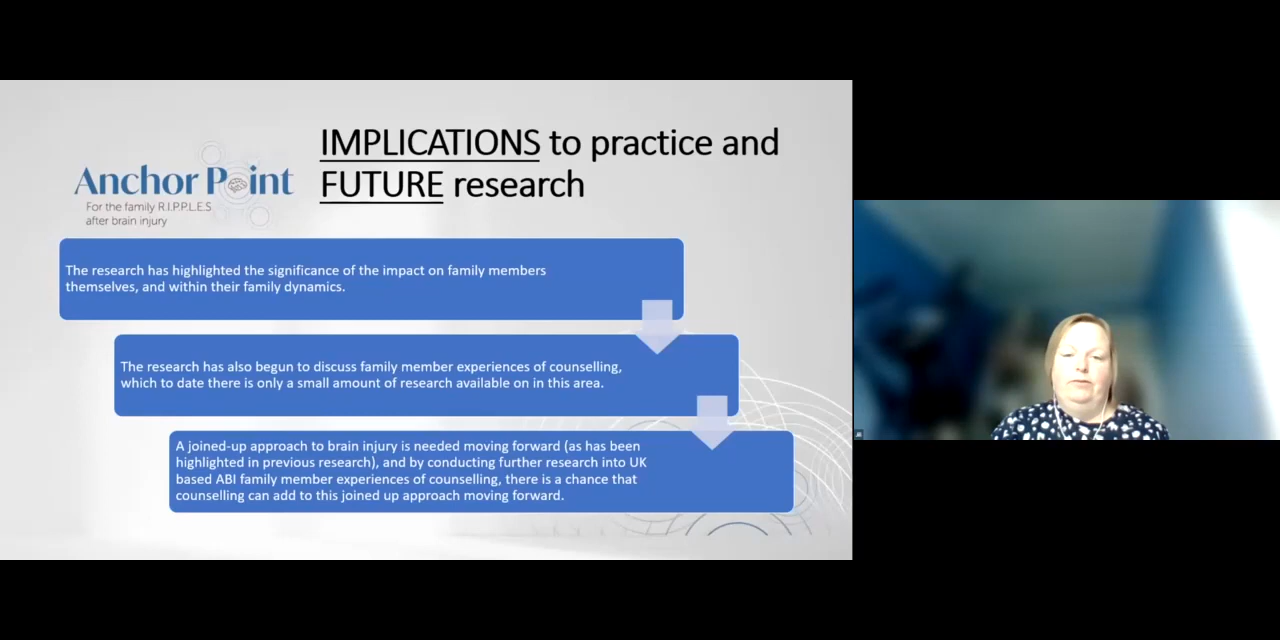 IMPLICATIONS to practice and
FUTURE research
Anchor Point
For the family R.I.P.P.L.E.S
after brain injury
The research has highlighted the significance of the impact on family members
themselves, and within their family dynamics.
The research has also begun to discuss family member experiences of counselling,
which to date there is only a small amount of research available on in this area.
A joined-up approach to brain injury is needed moving forward (as has been
highlighted in previous research), and by conducting further research into UK
based ABI family member experiences of counselling, there is a chance that
counselling can add to this joined up approach moving forward.